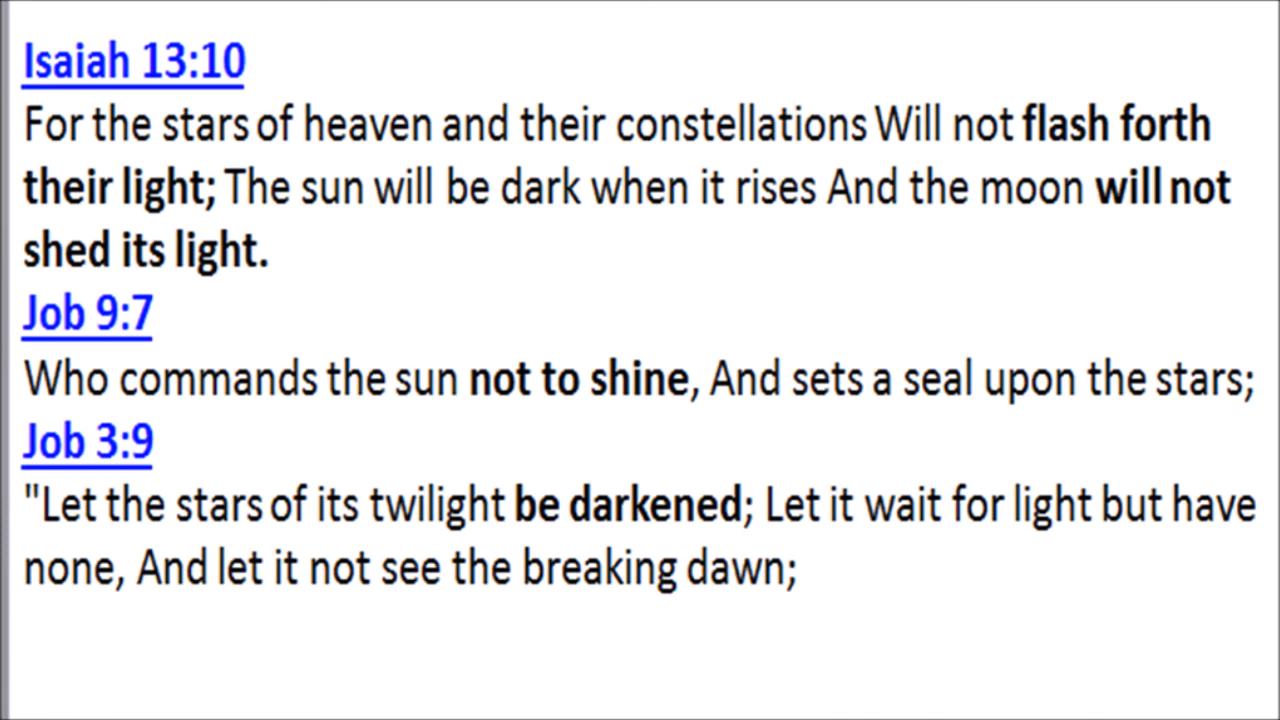 Isaiah 13:10
For the stars of heaven and their constellations Will not flash forth
their light; The sun will be dark when it rises And the moon will not
shed its light.
Job 9:7
Who commands the sun not to shine, And sets a seal upon the stars;
Job 3:9
"Let the stars of its twilight be darkened; Let it wait for light but have
none, And let it not see the breaking dawn;